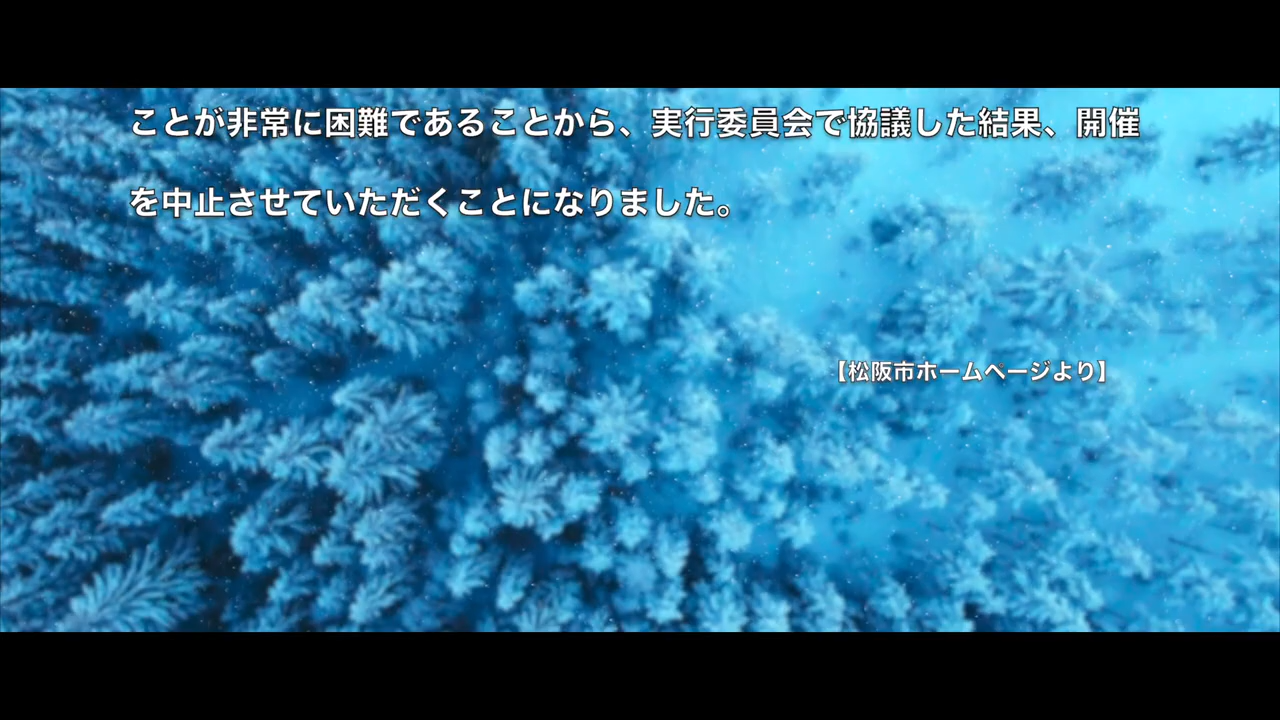 ことが非常に困難であることから、実行委員会で協議した結果、開催
を中止させていただくことになりました。
【松阪市ホームページより】